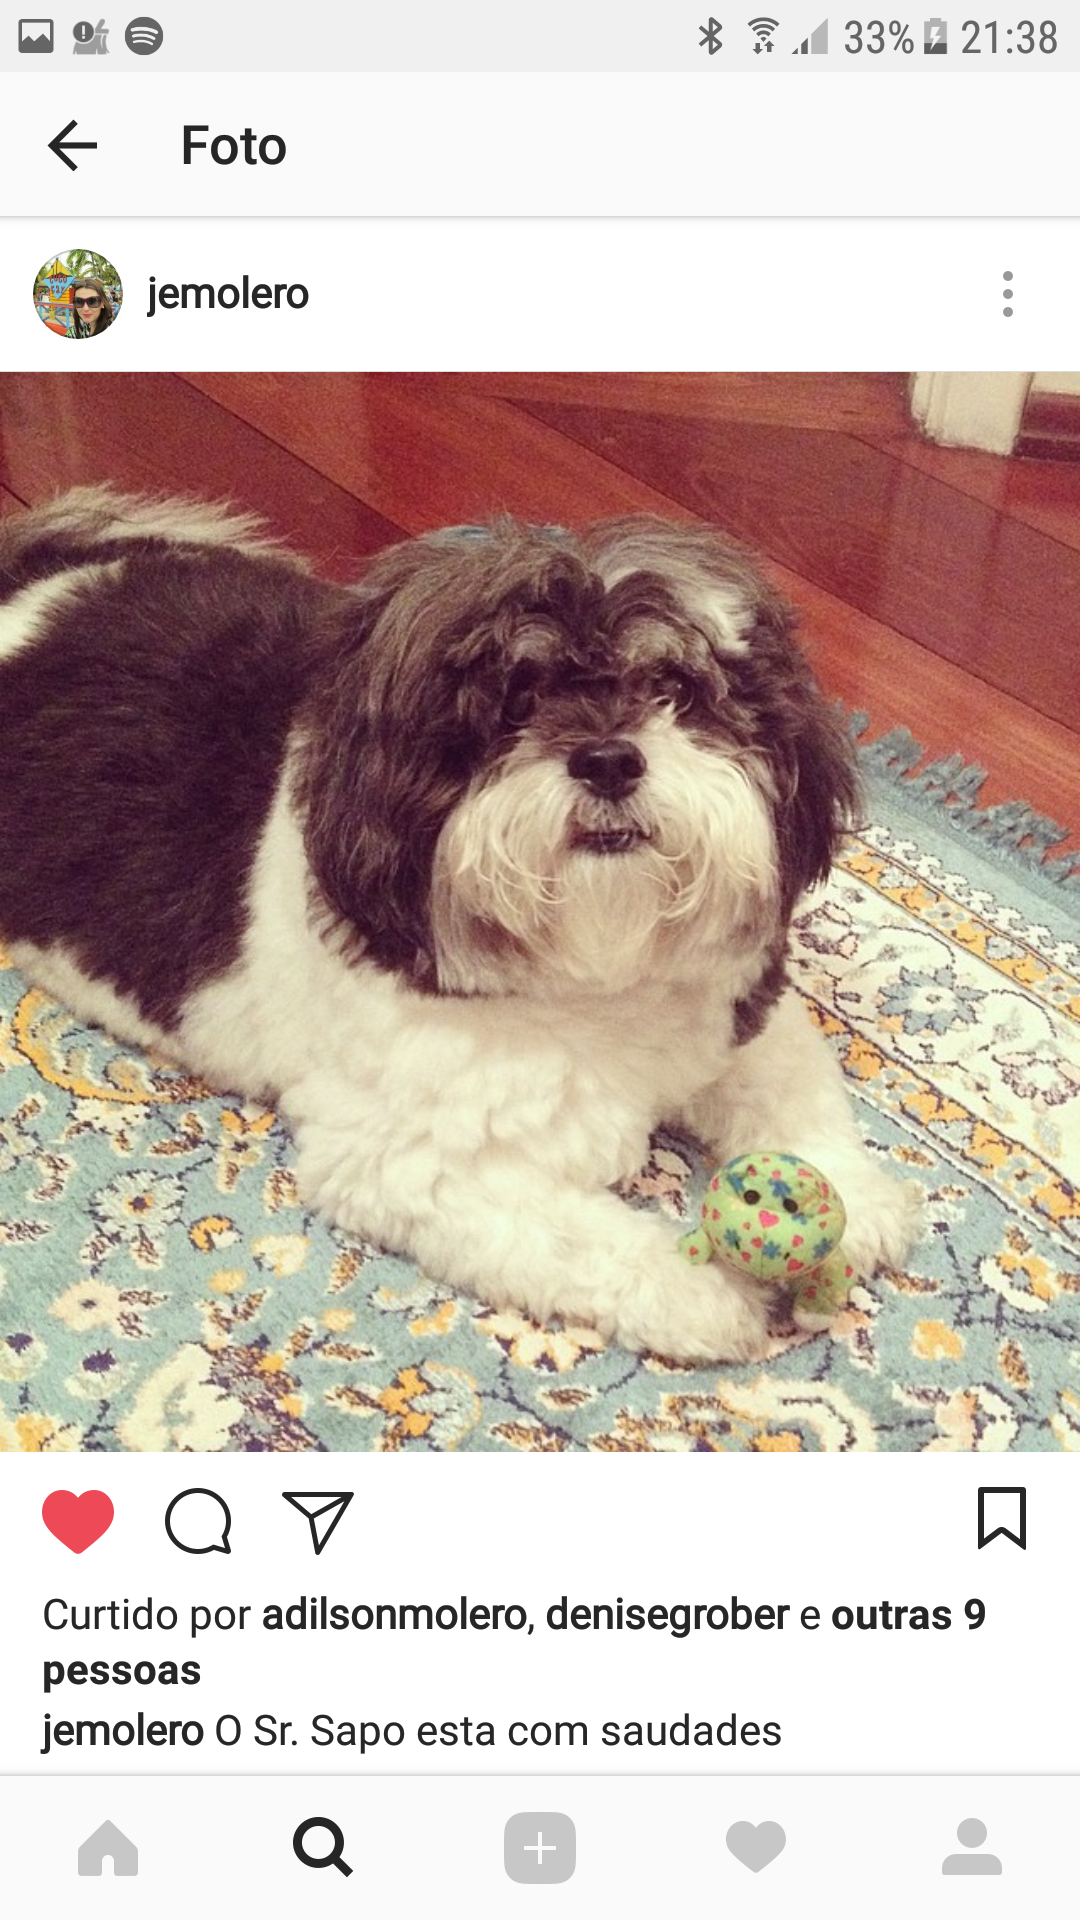 33% 21:38
Foto
jemolero
Curtido por adilsonmolero, denisegrober e outras 9
pessoas
jemolero O Sr. Sapo esta com saudades